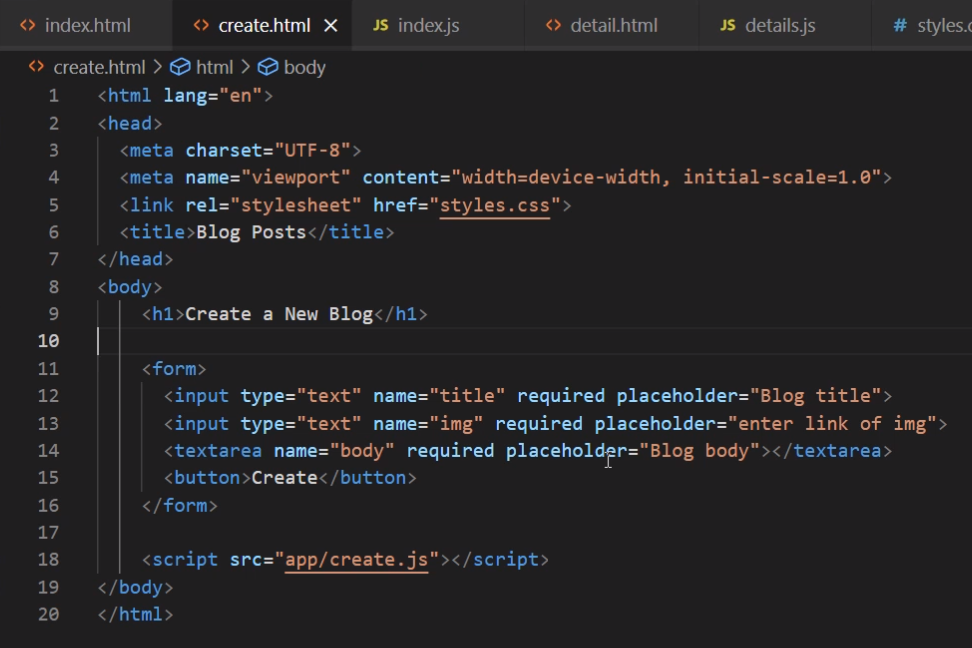 index.html create.html index.js detail.html details.js styles.c
create.html > html > body
1 <html lang="en">
2 <head>
3 <meta charset="UTF-8">
4 <meta name="viewport" content="width=device-width, initial-scale=1.0">
5 <link rel="stylesheet" href="styles.css">
6 <title>Blog Posts</title>
7 </head>
8 <body>
9 <h1>Create a New Blog</h1>
10
11 <form>
12 <input type="text" name="title" required placeholder="Blog title">
13 <input type="text" name="img" required placeholder="enter link of img">
14 <textarea name="body" required placeholder="Blog body"></textarea>
15 <button>Create</button>
16 </form>
17
18 <script src="app/create.js"></script>
19 </body>
20 </html>